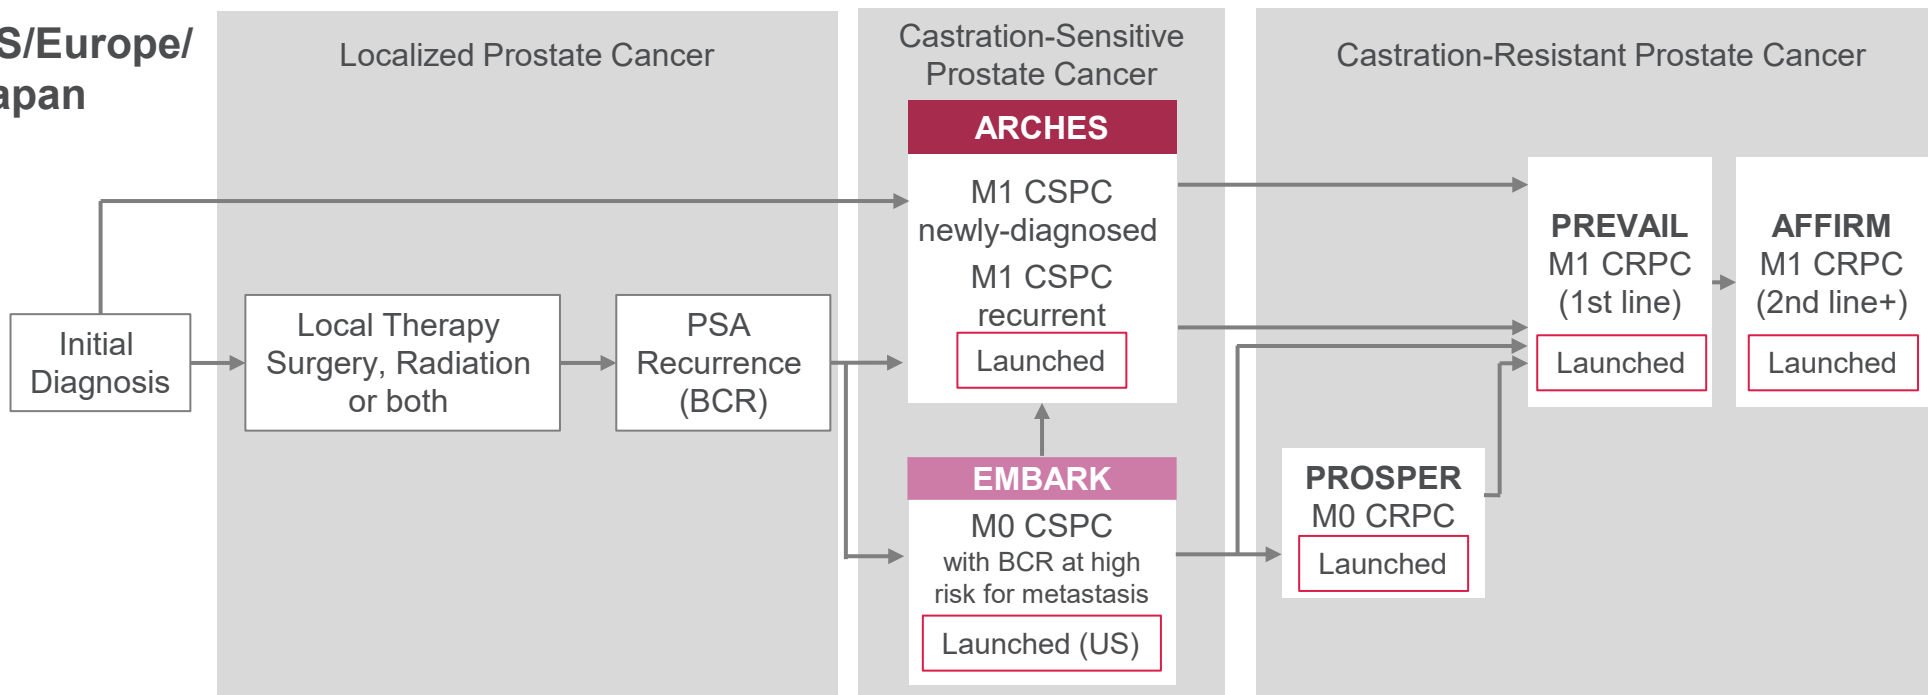 S/Europe/
apan
Localized Prostate Cancer
Castration-Sensitive
Prostate Cancer
Castration-Resistant Prostate Cancer
Initial
Diagnosis
Local Therapy
Surgery, Radiation
or both
PSA
Recurrence
(BCR)
ARCHES
M1 CSPC
newly-diagnosed
M1 CSPC
recurrent
Launched
EMBARK
M0 CSPC
with BCR at high
risk for metastasis
Launched (US)
PROSPER
M0 CRPC
Launched
PREVAIL
M1 CRPC
(1st line)
Launched
AFFIRM
M1 CRPC
(2nd line+)
Launched